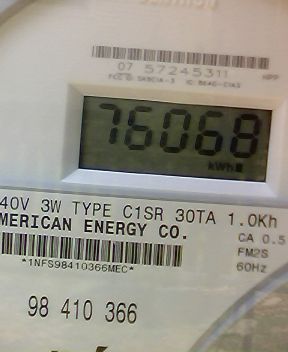 07 57245311 HPP
76068
kWh
40V 3W TYPE C1SR 30TA 1.0Kh
MERICAN ENERGY CO. CA 0.5
FM2S
*1NFS98410366MEC* 60Hz
98 410 366